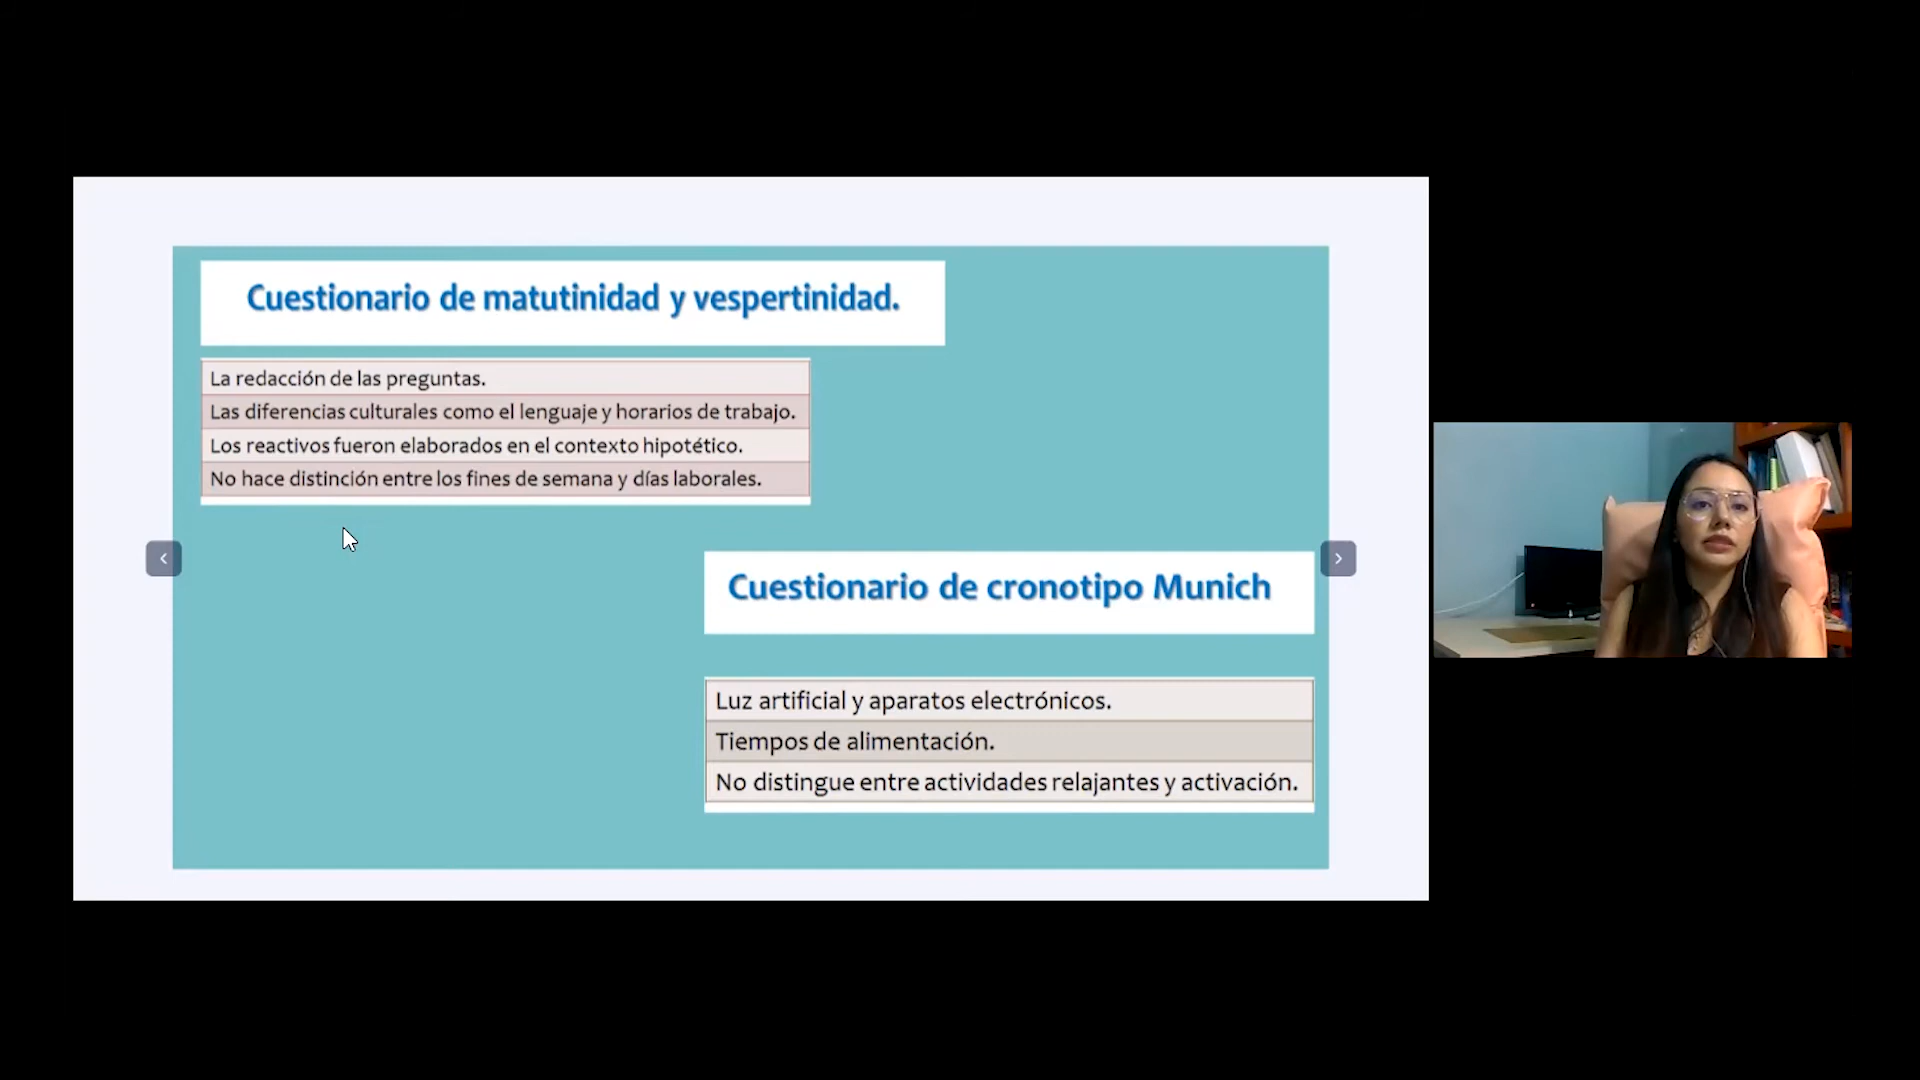 Cuestionario de matutinidad y vespertinidad.
La redacción de las preguntas.
Las diferencias culturales como el lenguaje y horarios de trabajo.
Los reactivos fueron elaborados en el contexto hipotético.
No hace distinción entre los fines de semana y días laborales.
Cuestionario de cronotipo Munich
Luz artificial y aparatos electrónicos.
Tiempos de alimentación.
No distingue entre actividades relajantes y activación.